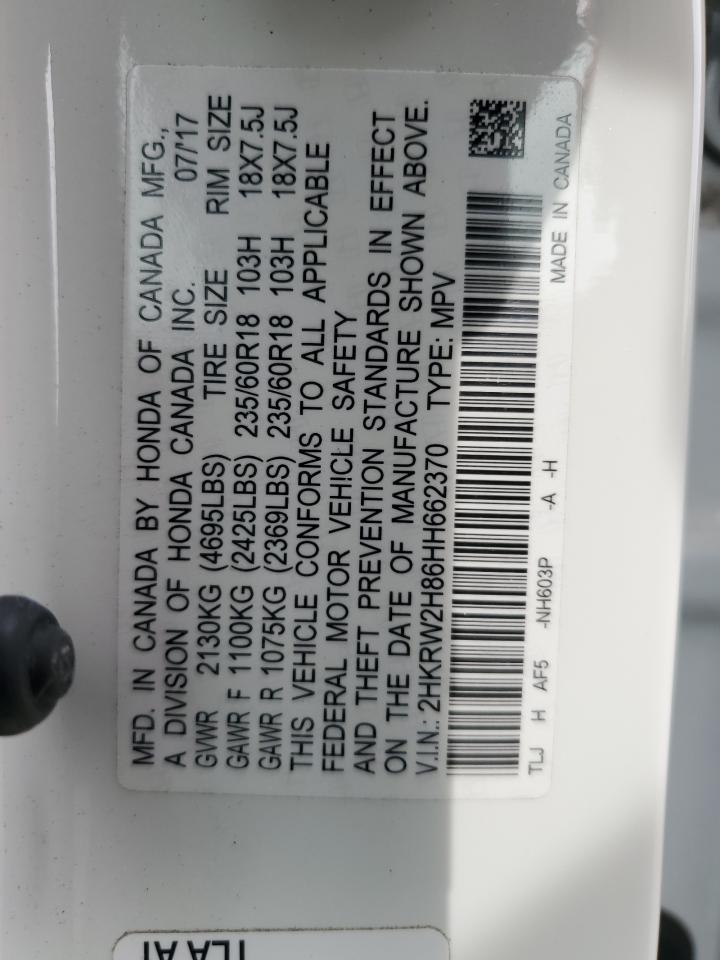 MFD. IN CANADA BY HONDA OF CANADA MFG.,
A DIVISION OF HONDA CANADA INC. 07/17
GVWR 2130KG (4695LBS) TIRE SIZE RIM SIZE
GAWR F 1100KG (2425LBS) 235/60R18 103H 18X7.5J
GAWR R 1075KG (2369LBS) 235/60R18 103H 18X7.5J
THIS VEHICLE CONFORMS TO ALL APPLICABLE
FEDERAL MOTOR VEHICLE SAFETY
AND THEFT PREVENTION STANDARDS IN EFFECT
ON THE DATE OF MANUFACTURE SHOWN ABOVE.
V.I.N.: 2HKRW2H86HH662370 TYPE: MPV
TLJ H AF5 -NH603P -A -H MADE IN CANADA